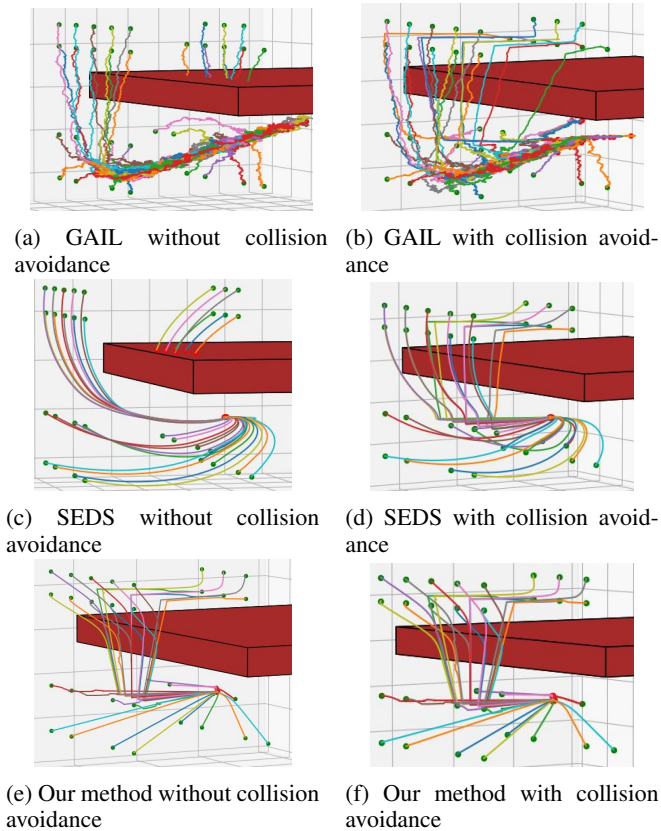 (a) GAIL without collision
avoidance
(b) GAIL with collision avoid-
ance
(c) SEDS without collision
avoidance
(d) SEDS with collision avoid-
ance
(e) Our method without collision
avoidance
(f) Our method with collision
avoidance